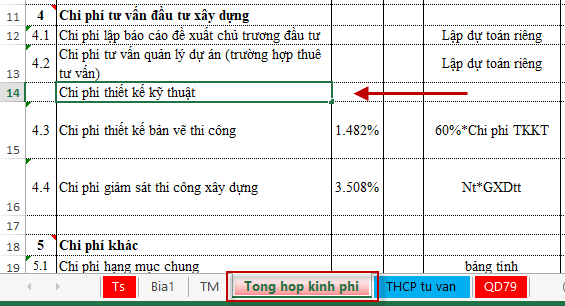 11 4 Chi phí tư vấn đầu tư xây dựng
12 4.1 Chi phí lập báo cáo đề xuất chủ trương đầu tư Lập dự toán riêng
Chi phí tư vấn quản lý dự án (trường hợp thuê
13 4.2 tư vấn) Lập dự toán riêng
14 Chi phí thiết kế kỹ thuật
15 4.3 Chi phí thiết kế bản vẽ thi công 1.482% 60%*Chi phí TKKT
16 4.4 Chi phí giám sát thi công xây dựng 3.508% Nt*GXDtt
17
18 5 Chi phí khác
19 5.1 Chi phí hạng mục chung bảng tính
Ts Bia1 TM Tong hop kinh phi THCP tu van QD79